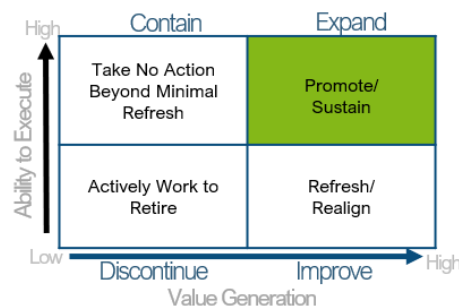 Contain
Expand
High
Take No Action
Beyond Minimal
Refresh
Promote/
Sustain
Ability to Execute
Actively Work to
Retire
Refresh/
Realign
Low
High
Discontinue
Improve
Value Generation